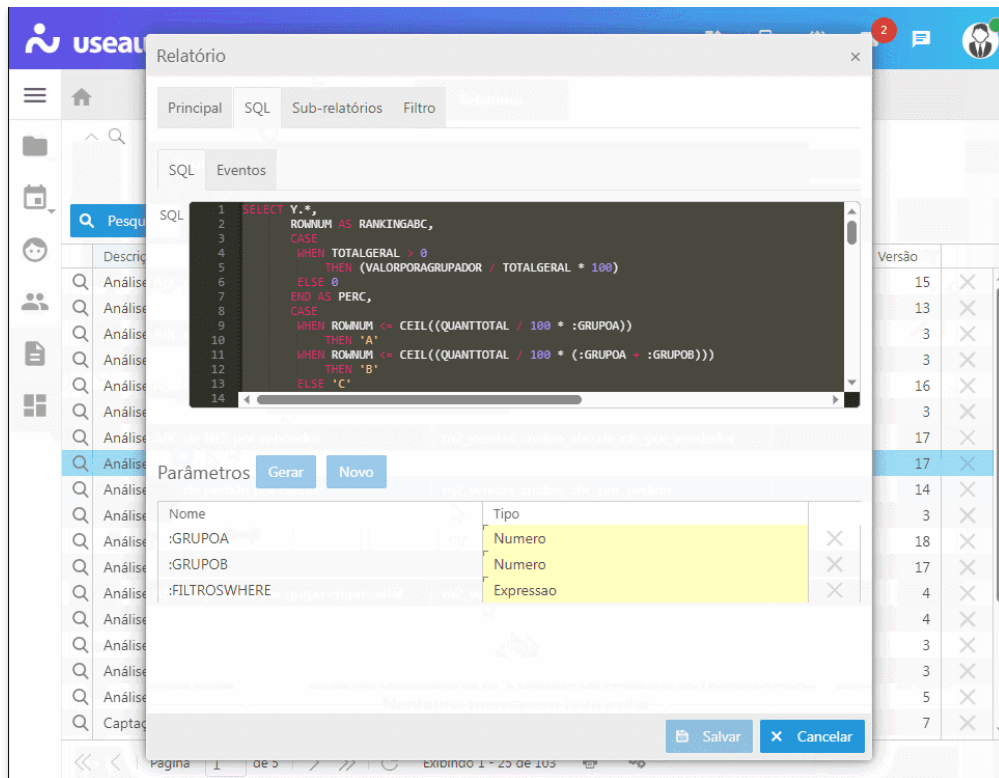 useau
2
Relatório
×
Principal SQL Sub-relatórios Filtro
SQL Eventos
SQL
1 SELECT Y.*,
2 ROWNUM AS RANKINGABC,
3 CASE
4 WHEN TOTALGERAL > 0
5 THEN (VALORPORAGRUPADOR / TOTALGERAL * 100)
6 ELSE 0
7 END AS PERC,
8 CASE
9 WHEN ROWNUM <= CEIL((QUANTTOTAL / 100 * :GRUPOA))
10 THEN 'A'
11 WHEN ROWNUM <= CEIL((QUANTTOTAL / 100 * (:GRUPOA + :GRUPOB)))
12 THEN 'B'
13 ELSE 'C'
14
Parâmetros Gerar Novo
Nome Tipo
:GRUPOA Numero
:GRUPOB Numero
:FILTROSWHERE Expressao
Salvar × Cancelar
Pesqu
Descriç Versão
Análise 15
Análise 13
Análise 3
Análise 3
Análise 16
Análise 3
Análise 17
Análise 17
Análise 14
Análise 3
Análise 18
Análise 17
Análise 4
Análise 4
Análise 3
Análise 3
Análise 5
Captaç 7
Página 1 de 5 Exibindo 1 - 25 de 103